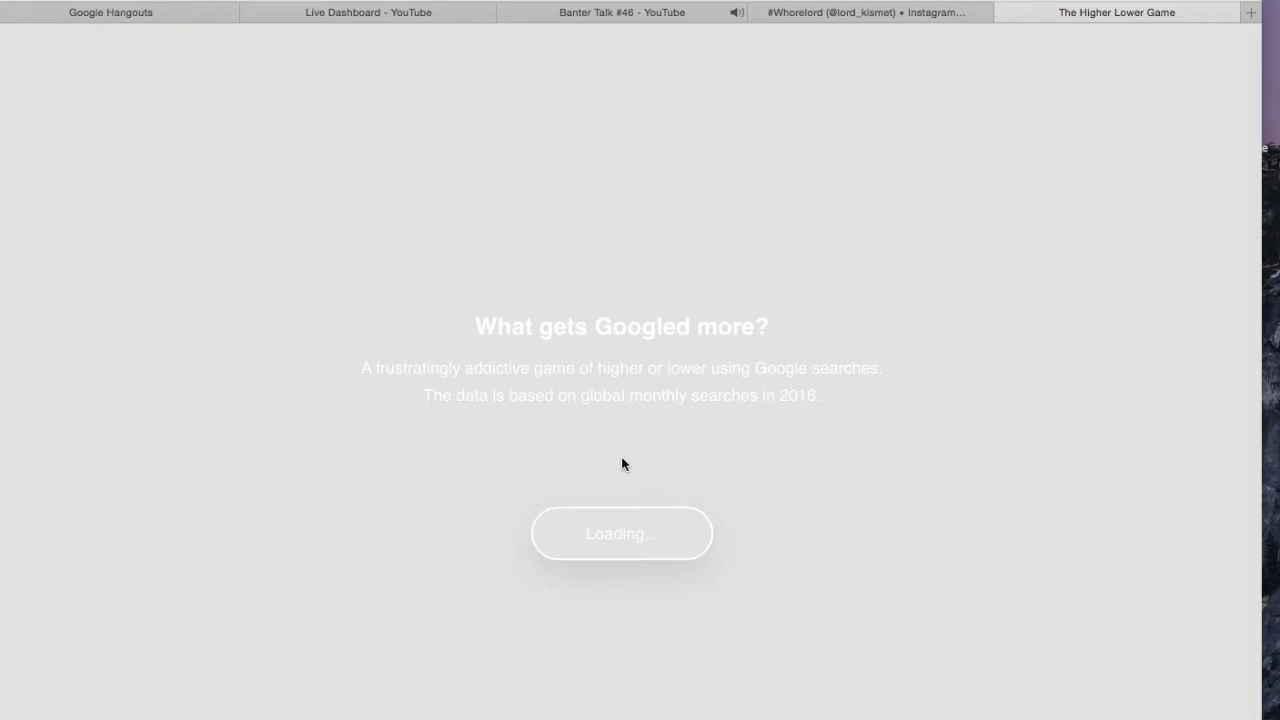 Google Hangouts
Live Dashboard - YouTube
Banter Talk #46 - YouTube
#Whorelord (@lord_kismet) • Instagram...
The Higher Lower Game
e
What gets Googled more?
A frustratingly addictive game of higher or lower using Google searches.
The data is based on global monthly searches in 2016.
Loading...